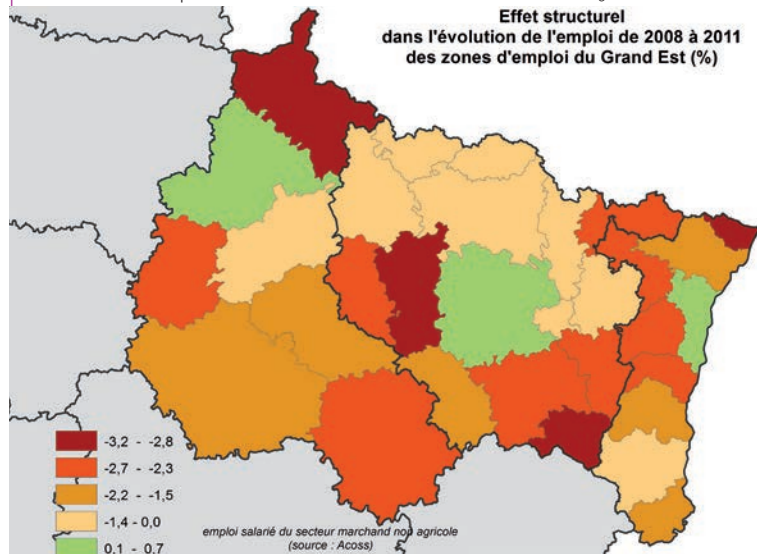 Effet structurel
dans l'évolution de l'emploi de 2008 à 2011
des zones d'emploi du Grand Est (%)
-3,2 - -2,8
-2,7 - -2,3
-2,2 - -1,5
-1,4 - 0,0
0,1 - 0,7
emploi salarié du secteur marchand non agricole
(source : Acoss)